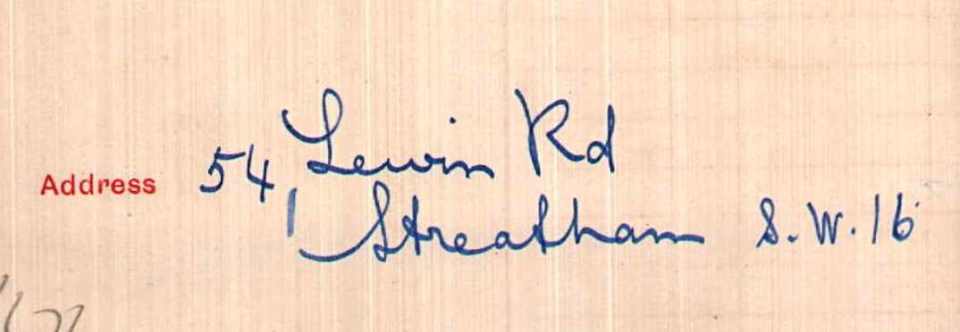 Address 54, Lewin Rd
Streatham S.W.16